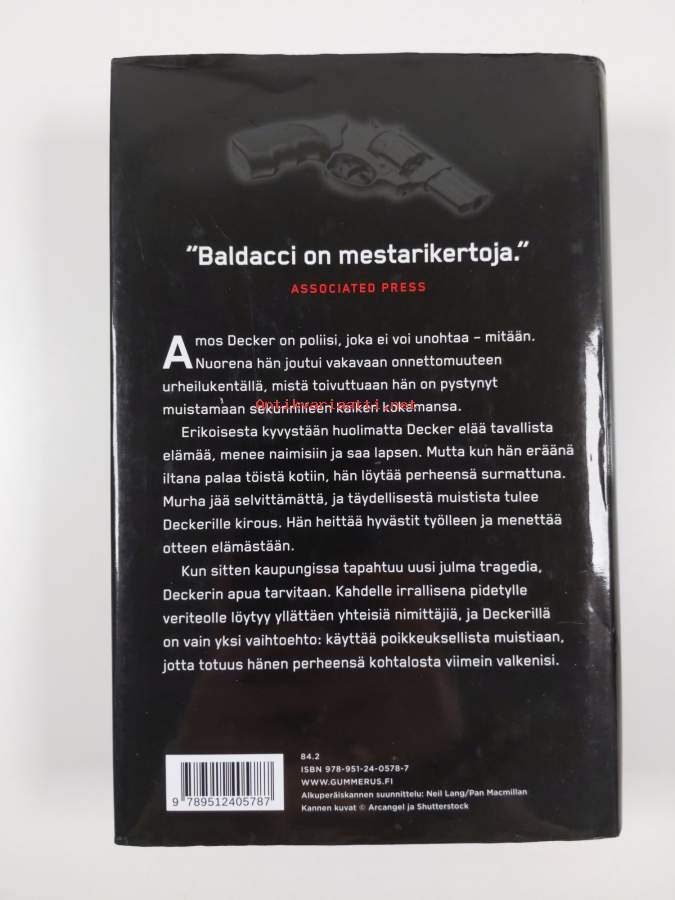 "Baldacci on mestarikertoja."
ASSOCIATED PRESS
Amos Decker on poliisi, joka ei voi unohtaa – mitään.
Nuorena hän joutui vakavaan onnettomuuteen
urheilukentällä, mistä toivuttuaan hän on pystynyt
muistamaan sekunnilleen kaiken kokemansa.
Antikvariaatti.net
Erikoisesta kyvystään huolimatta Decker elää tavallista
elämää, menee naimisiin ja saa lapsen. Mutta kun hän eräänä
iltana palaa töistä kotiin, hän löytää perheensä surmattuna.
Murha jää selvittämättä, ja täydellisestä muistista tulee
Deckerille kirous. Hän heittää hyvästit työlleen ja menettää
otteen elämästään.
Kun sitten kaupungissa tapahtuu uusi julma tragedia,
Deckerin apua tarvitaan. Kahdelle irrallisena pidetylle
veriteolle löytyy yllättäen yhteisiä nimittäjiä, ja Deckerillä
on vain yksi vaihtoehto: käyttää poikkeuksellista muistiaan,
jotta totuus hänen perheensä kohtalosta viimein valkenisi.
84.2
ISBN 978-951-24-0578-7
WWW.GUMMERUS.FI
Alkuperäiskannen suunnittelu: Neil Lang/Pan Macmillan
Kannen kuvat © Arcangel ja Shutterstock
9 789512 405787